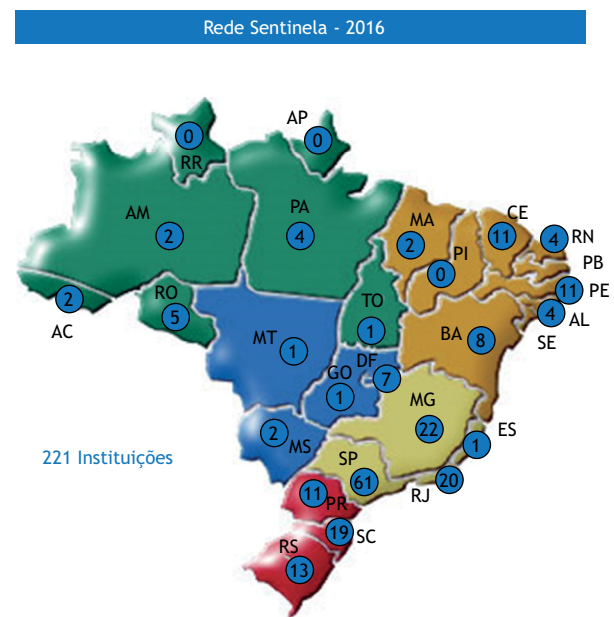 Rede Sentinela - 2016
AP
0
0
RR
CE
AM
PA
MA
11
RN
2
4
2
PI
4
PB
0
PE
2
RO
TO
11
AC
5
4
AL
MT
1
BA
8
SE
1
DF
GO
7
1
MG
ES
2
22
1
MS
221 Instituições
SP
61
20
RJ
11
PR
19
SC
RS
13